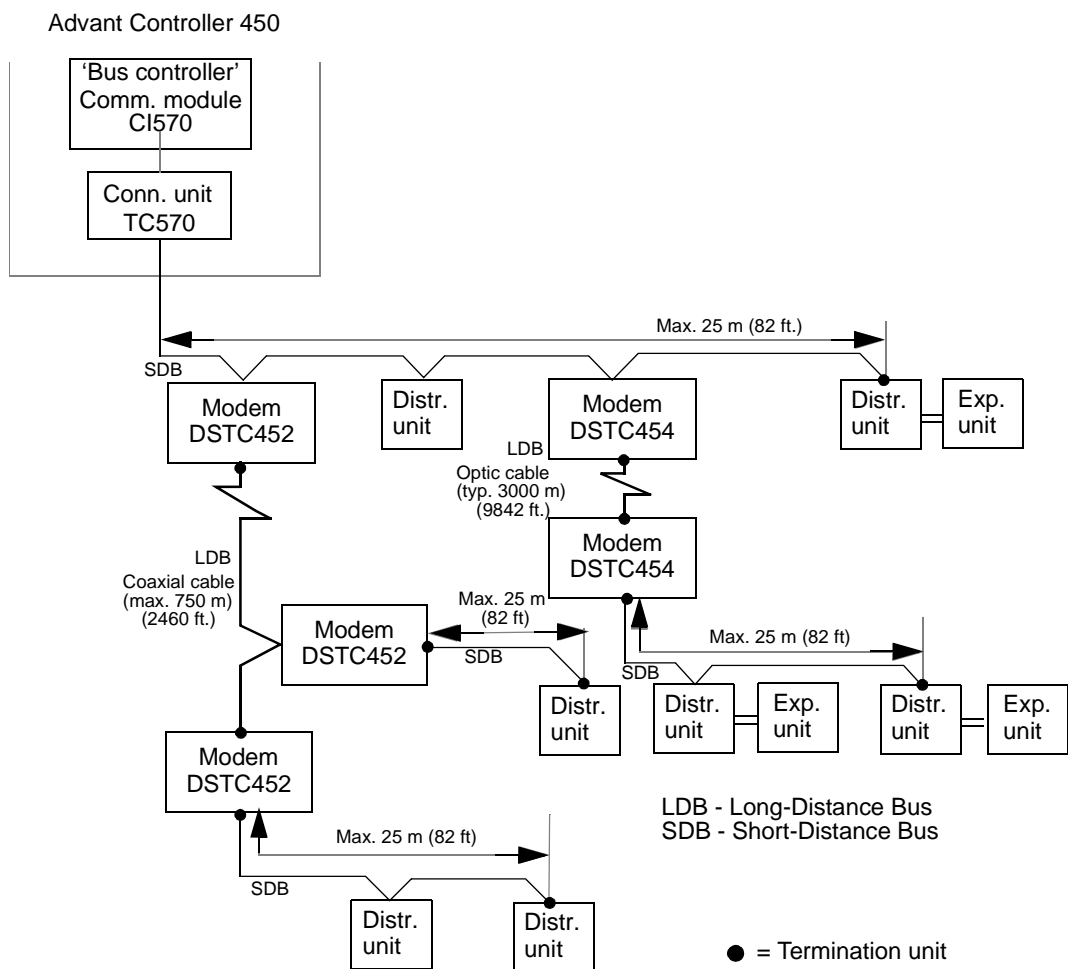 Advant Controller 450
‘Bus controller’
Comm. module
CI570
Conn. unit
TC570
Max. 25 m (82 ft.)
SDB
Modem
DSTC452
Distr.
unit
Modem
DSTC454
Distr.
unit
Exp.
unit
LDB
Optic cable
(typ. 3000 m)
(9842 ft.)
Modem
DSTC454
LDB
Coaxial cable
(max. 750 m)
(2460 ft.)
Modem
DSTC452
Max. 25 m
(82 ft)
SDB
Distr.
unit
Max. 25 m (82 ft)
SDB
Distr.
unit
Exp.
unit
Distr.
unit
Exp.
unit
Modem
DSTC452
LDB - Long-Distance Bus
SDB - Short-Distance Bus
Max. 25 m (82 ft)
SDB
Distr.
unit
Distr.
unit
= Termination unit